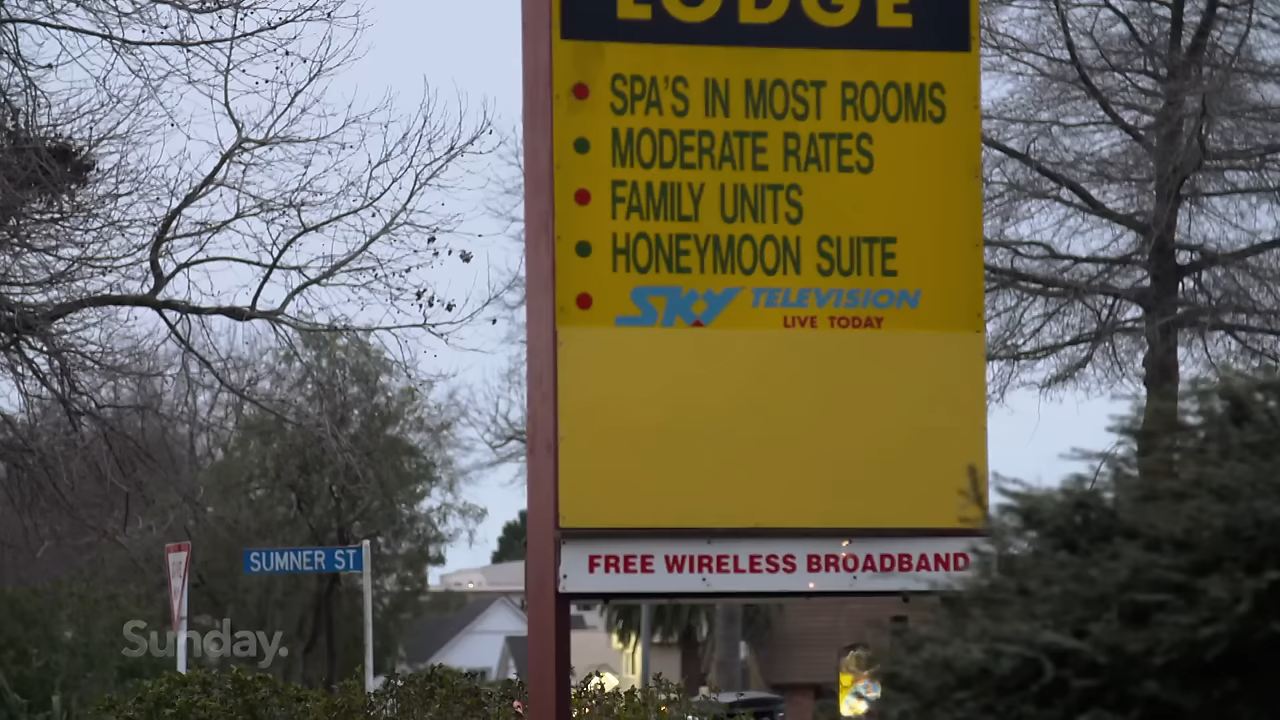 LODGE
SPA'S IN MOST ROOMS
MODERATE RATES
FAMILY UNITS
HONEYMOON SUITE
SKY TELEVISION
LIVE TODAY
FREE WIRELESS BROADBAND
SUMNER ST
Sunday.